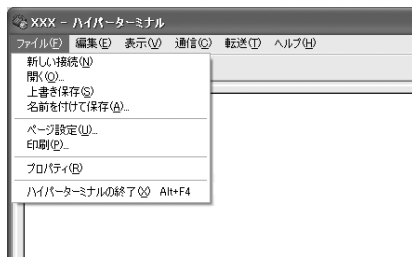 XXX - ハイパーターミナル
ファイル(F) 編集(E) 表示(V) 通信(C) 転送(T) ヘルプ(H)
新しい接続(N)
開く(O)...
上書き保存(S)
名前を付けて保存(A)...
ページ設定(U)...
印刷(P)...
プロパティ(R)
ハイパーターミナルの終了(X) Alt+F4